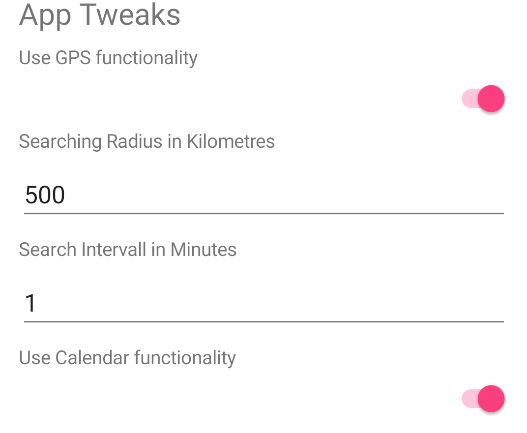 App Tweaks
Use GPS functionality
Searching Radius in Kilometres
500
Search Intervall in Minutes
1
Use Calendar functionality